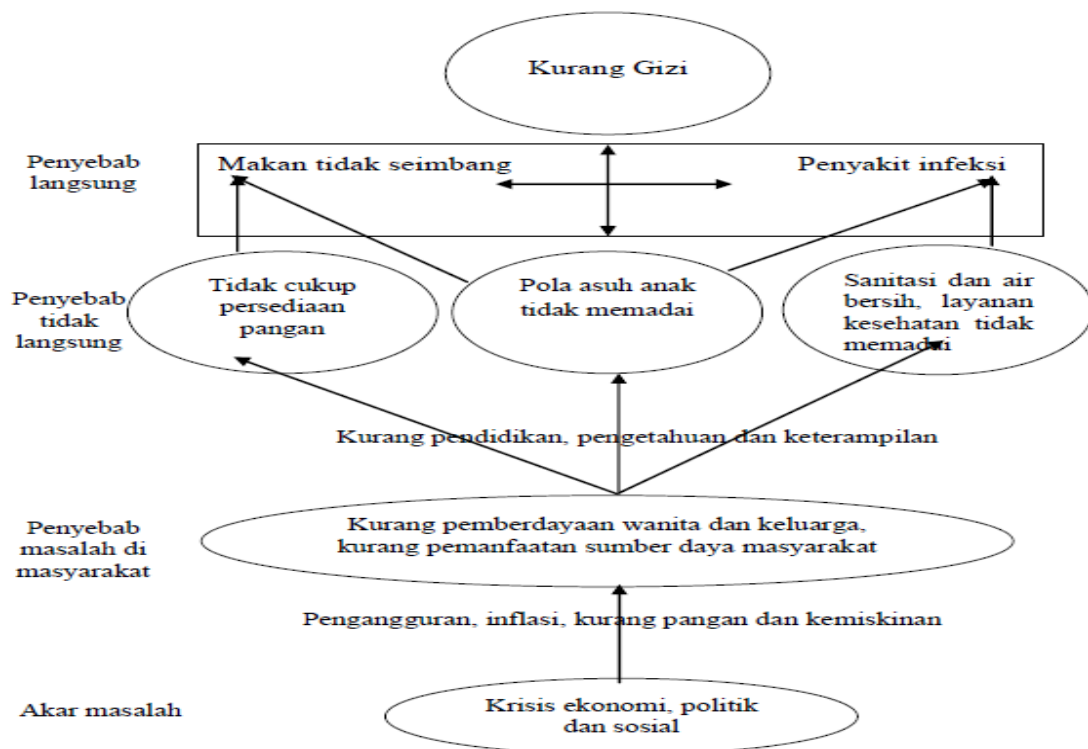 Kurang Gizi
Penyebab
langsung
Makan tidak seimbang
Penyakit infeksi
Penyebab
tidak
langsung
Tidak cukup
persediaan
pangan
Pola asuh anak
tidak memadai
Sanitasi dan air
bersih, layanan
kesehatan tidak
memadai
Kurang pendidikan, pengetahuan dan keterampilan
Penyebab
masalah di
masyarakat
Kurang pemberdayaan wanita dan keluarga,
kurang pemanfaatan sumber daya masyarakat
Pengangguran, inflasi, kurang pangan dan kemiskinan
Akar masalah
Krisis ekonomi, politik
dan sosial